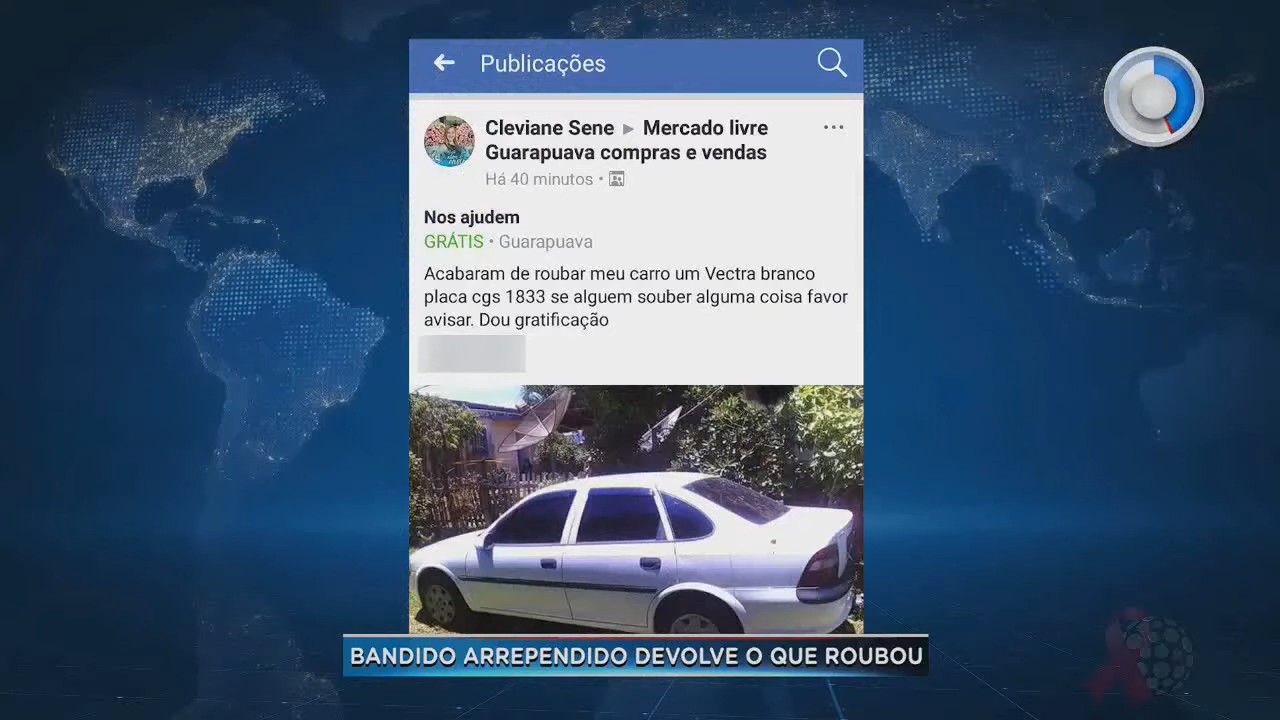 Publicações
Cleviane Sene ▸ Mercado livre
Guarapuava compras e vendas
Há 40 minutos •
Nos ajudem
GRÁTIS • Guarapuava
Acabaram de roubar meu carro um Vectra branco
placa cgs 1833 se alguem souber alguma coisa favor
avisar. Dou gratificação
BANDIDO ARREPENDIDO DEVOLVE O QUE ROUBOU